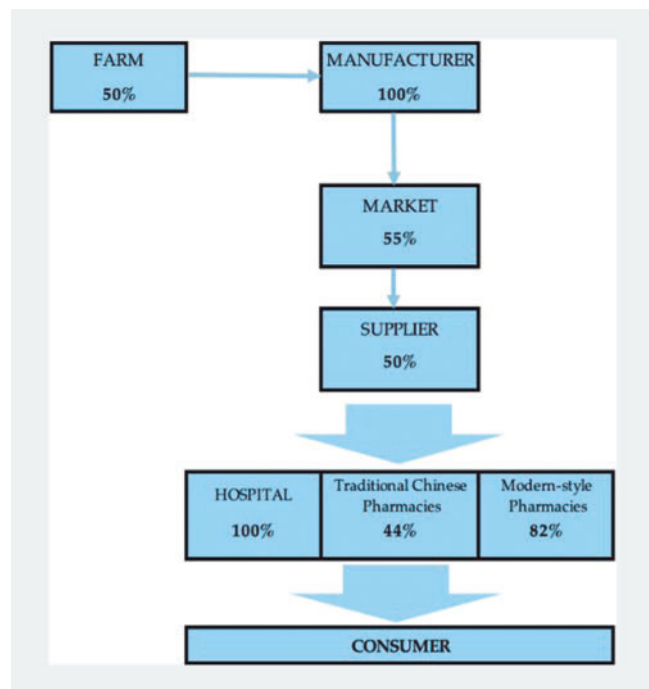 FARM
50%
MANUFACTURER
100%
MARKET
55%
SUPPLIER
50%
HOSPITAL
100%
Traditional Chinese
Pharmacies
44%
Modern-style
Pharmacies
82%
CONSUMER